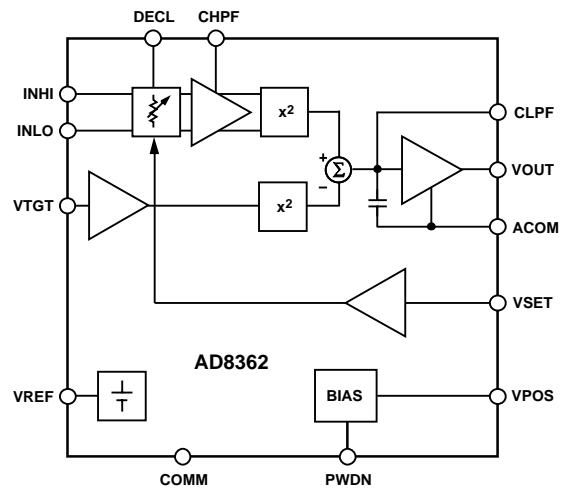 DECL CHPF
INHI
INLO
x2
CLPF
+
Σ
VOUT
−
VTGT
x2
ACOM
VSET
AD8362
VREF
BIAS
VPOS
COMM
PWDN